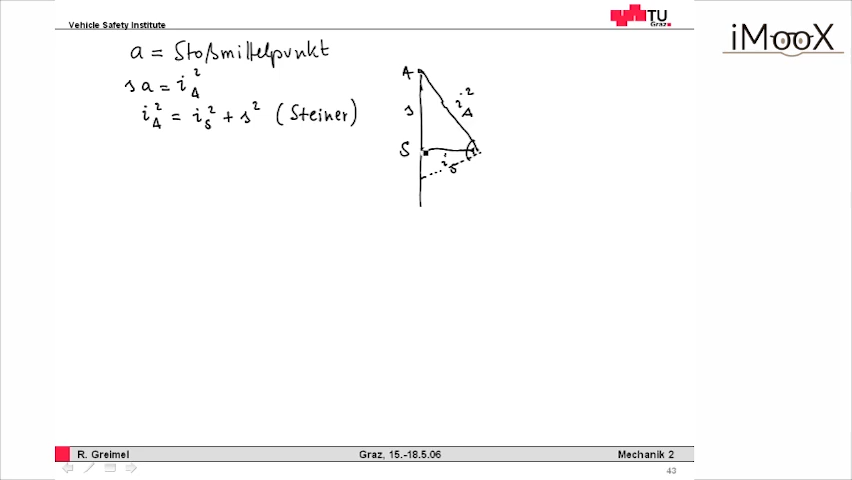 Vehicle Safety Institute
TU
Graz
iMooX
a = Stoßmittelpunkt
s a = i_A^2
i_A^2 = i_S^2 + s^2 (Steiner)
A
s
i_A^2
S
i_S
R. Greimel
Graz, 15.-18.5.06
Mechanik 2
43